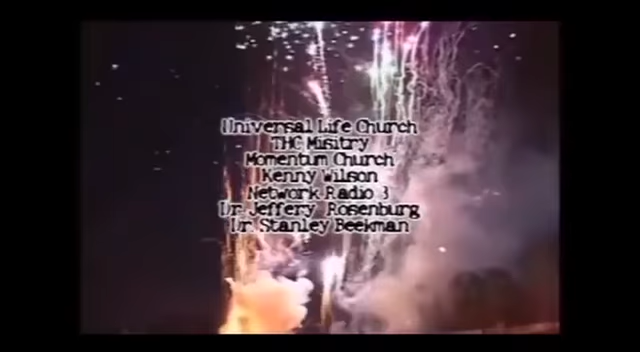 Universal Life Church
THC Misitry
Momentum Church
Kenny Wilson
Network Radio 3
Dr. Jeffery Rosenburg
Dr. Stanley Beekman